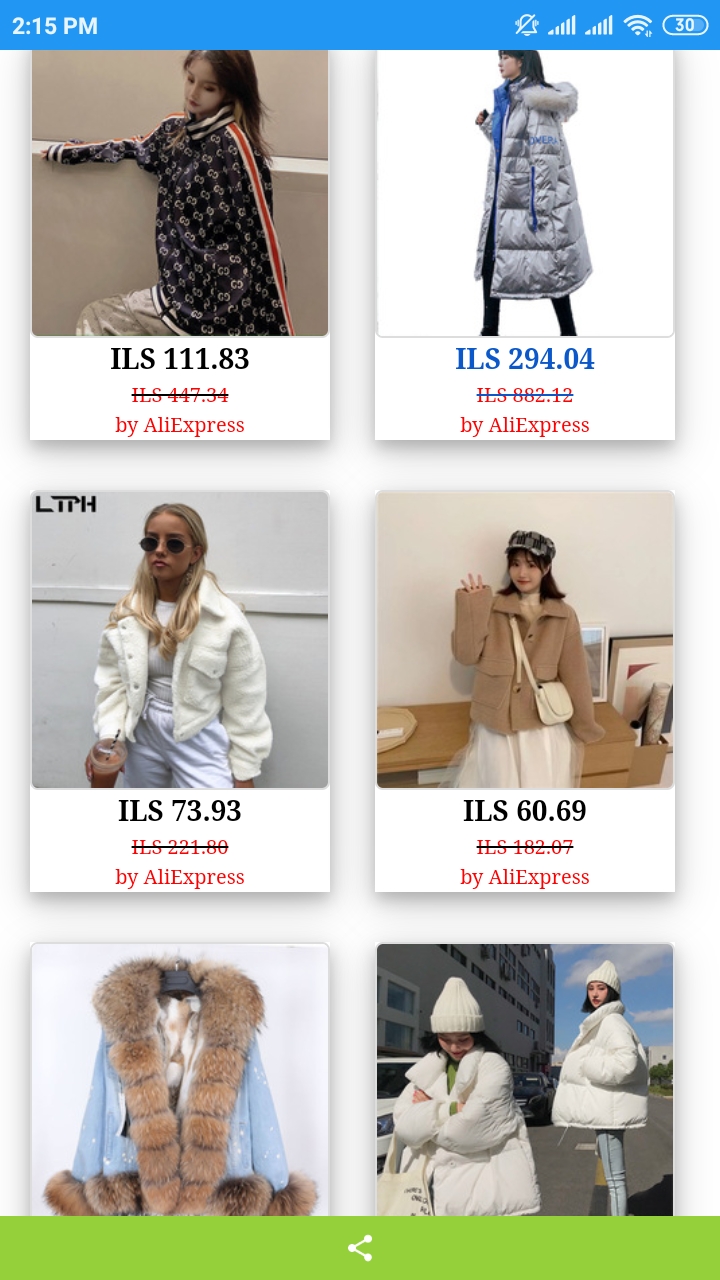 2:15 PM
30
ILS 111.83
ILS 294.04
ILS 447.34
ILS 882.12
by AliExpress
by AliExpress
LTPH
ILS 73.93
ILS 60.69
ILS 221.80
ILS 182.07
by AliExpress
by AliExpress